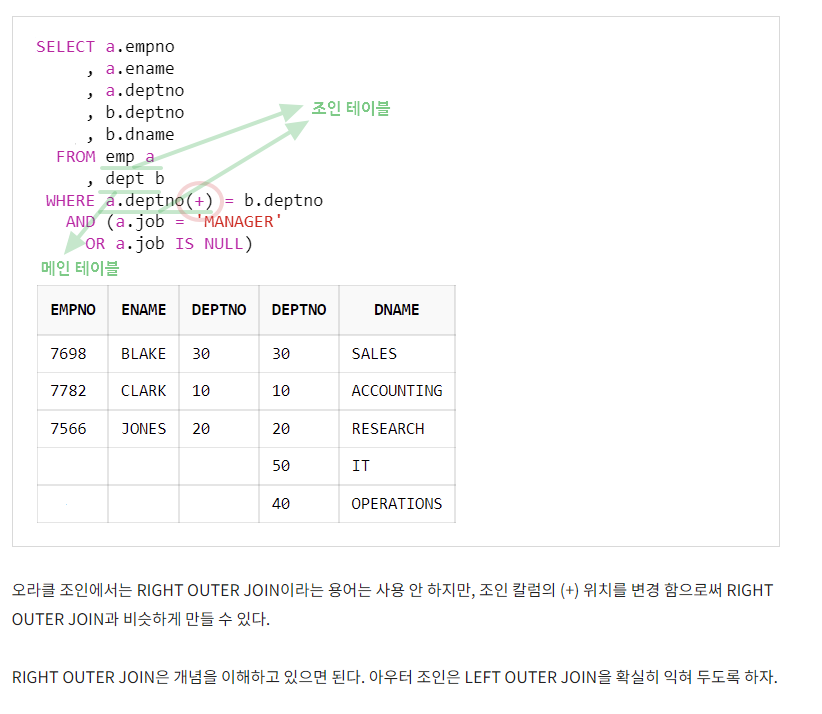 SELECT a.empno
, a.ename
, a.deptno
, b.deptno
, b.dname
조인 테이블
FROM emp a
, dept b
WHERE a.deptno(+) = b.deptno
AND (a.job = 'MANAGER'
OR a.job IS NULL)
메인 테이블
EMPNO ENAME DEPTNO DEPTNO DNAME
7698 BLAKE 30 30 SALES
7782 CLARK 10 10 ACCOUNTING
7566 JONES 20 20 RESEARCH
50 IT
40 OPERATIONS
오라클 조인에서는 RIGHT OUTER JOIN이라는 용어는 사용 안 하지만, 조인 칼럼의 (+) 위치를 변경 함으로써 RIGHT
OUTER JOIN과 비슷하게 만들 수 있다.
RIGHT OUTER JOIN은 개념을 이해하고 있으면 된다. 아우터 조인은 LEFT OUTER JOIN을 확실히 익혀 두도록 하자.